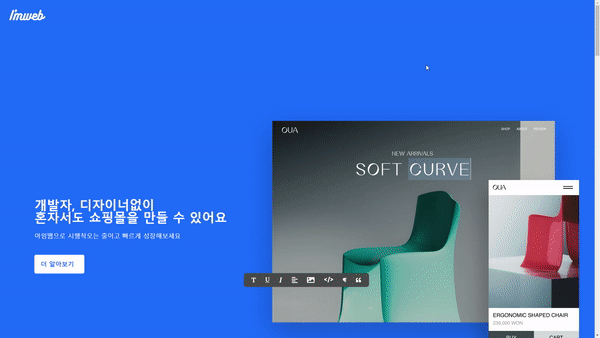 I'mweb
OUA
SHOP ABOUT REVIEW
NEW ARRIVALS
SOFT CURVE
개발자, 디자이너없이
혼자서도 쇼핑몰을 만들 수 있어요
아임웹으로 시행착오는 줄이고 빠르게 성장해보세요
더 알아보기
T U I </> ¶ “
OUA
ERGONOMIC SHAPED CHAIR
239,000 WON
BUY CART